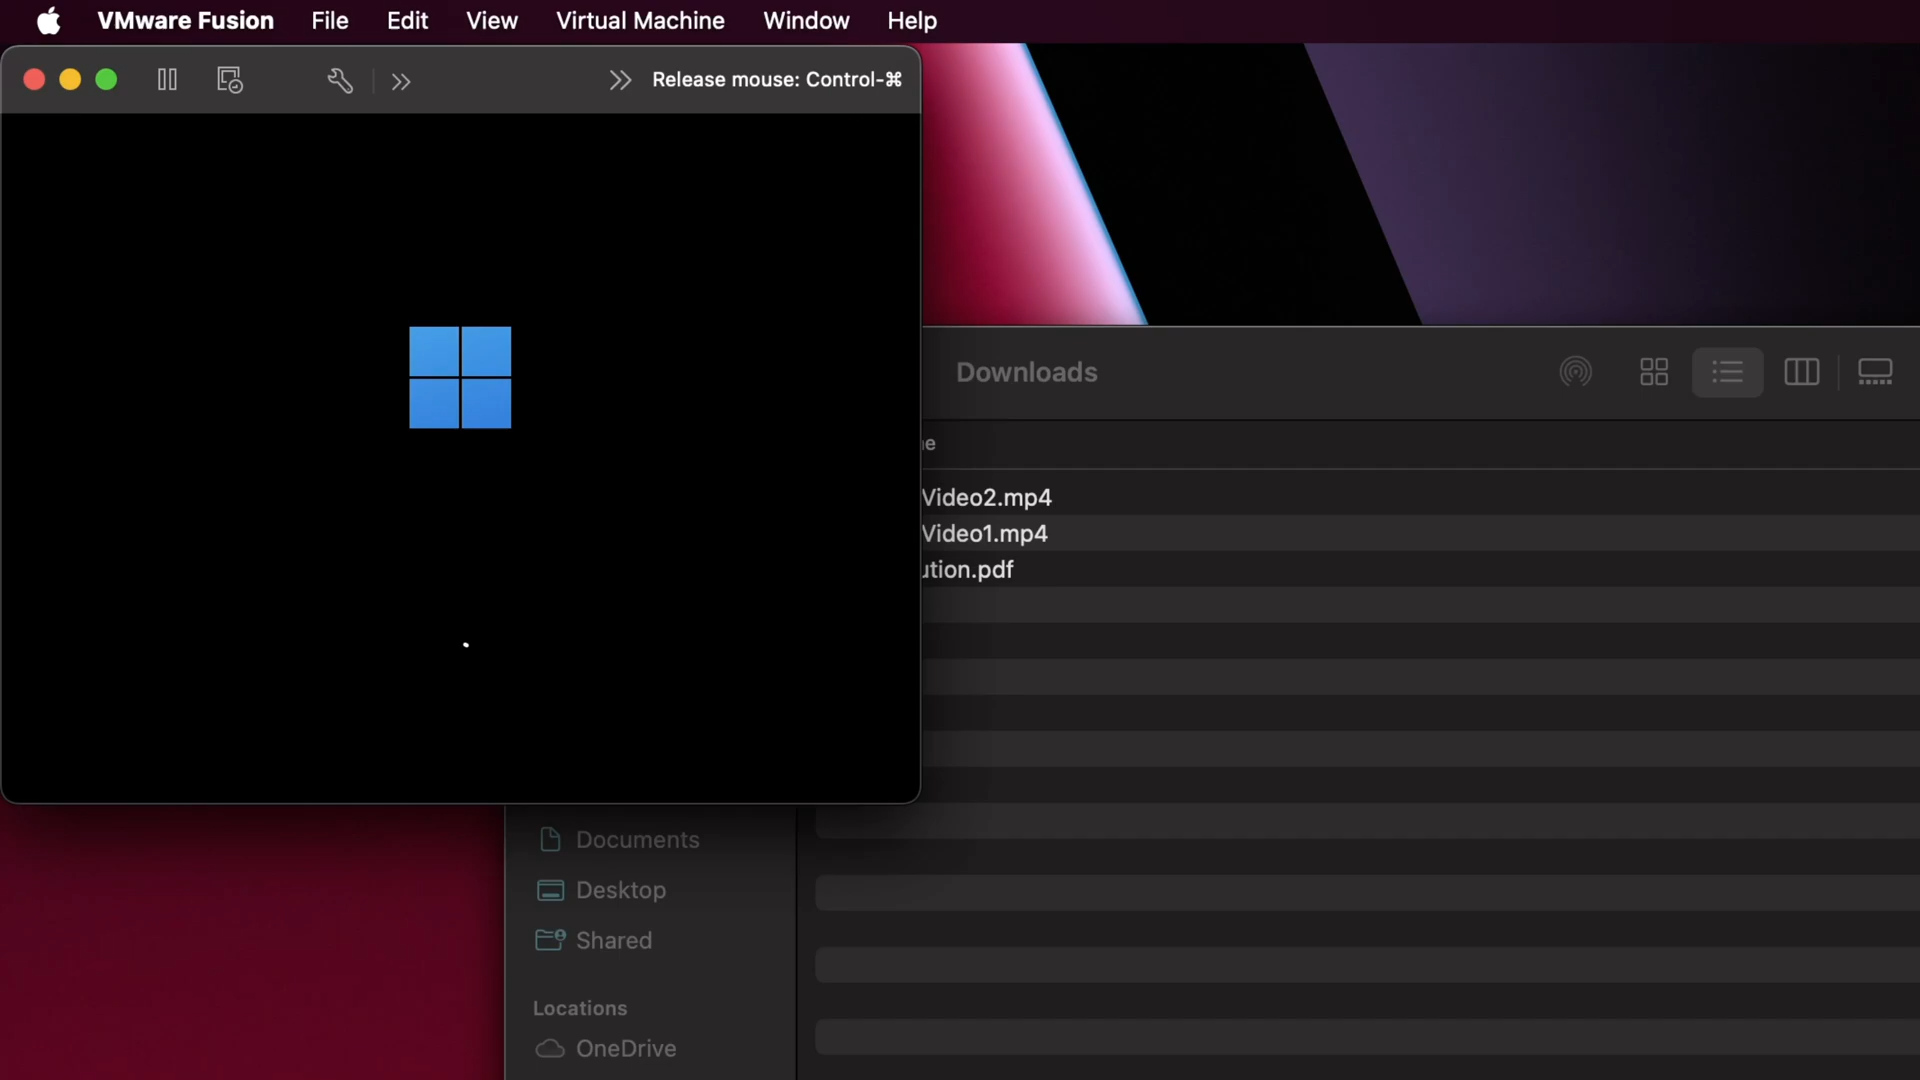 VMware Fusion File Edit View Virtual Machine Window Help
Release mouse: Control-⌘
Downloads
Video2.mp4
Video1.mp4
ution.pdf
Documents
Desktop
Shared
Locations
OneDrive